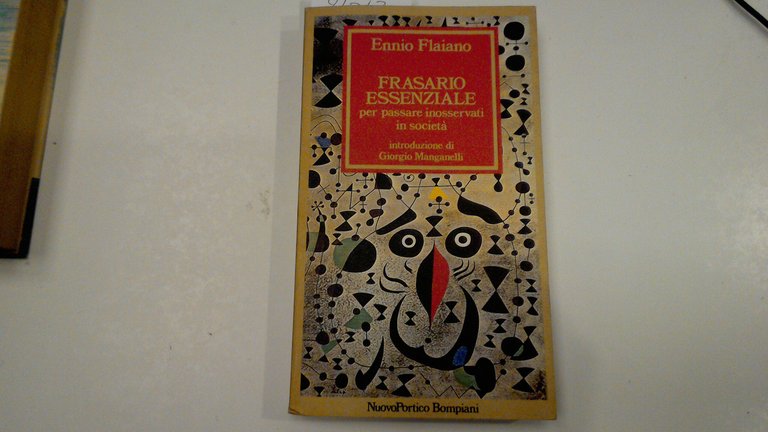 Ennio Flaiano
FRASARIO
ESSENZIALE
per passare inosservati
in società
introduzione di
Giorgio Manganelli
NuovoPortico Bompiani